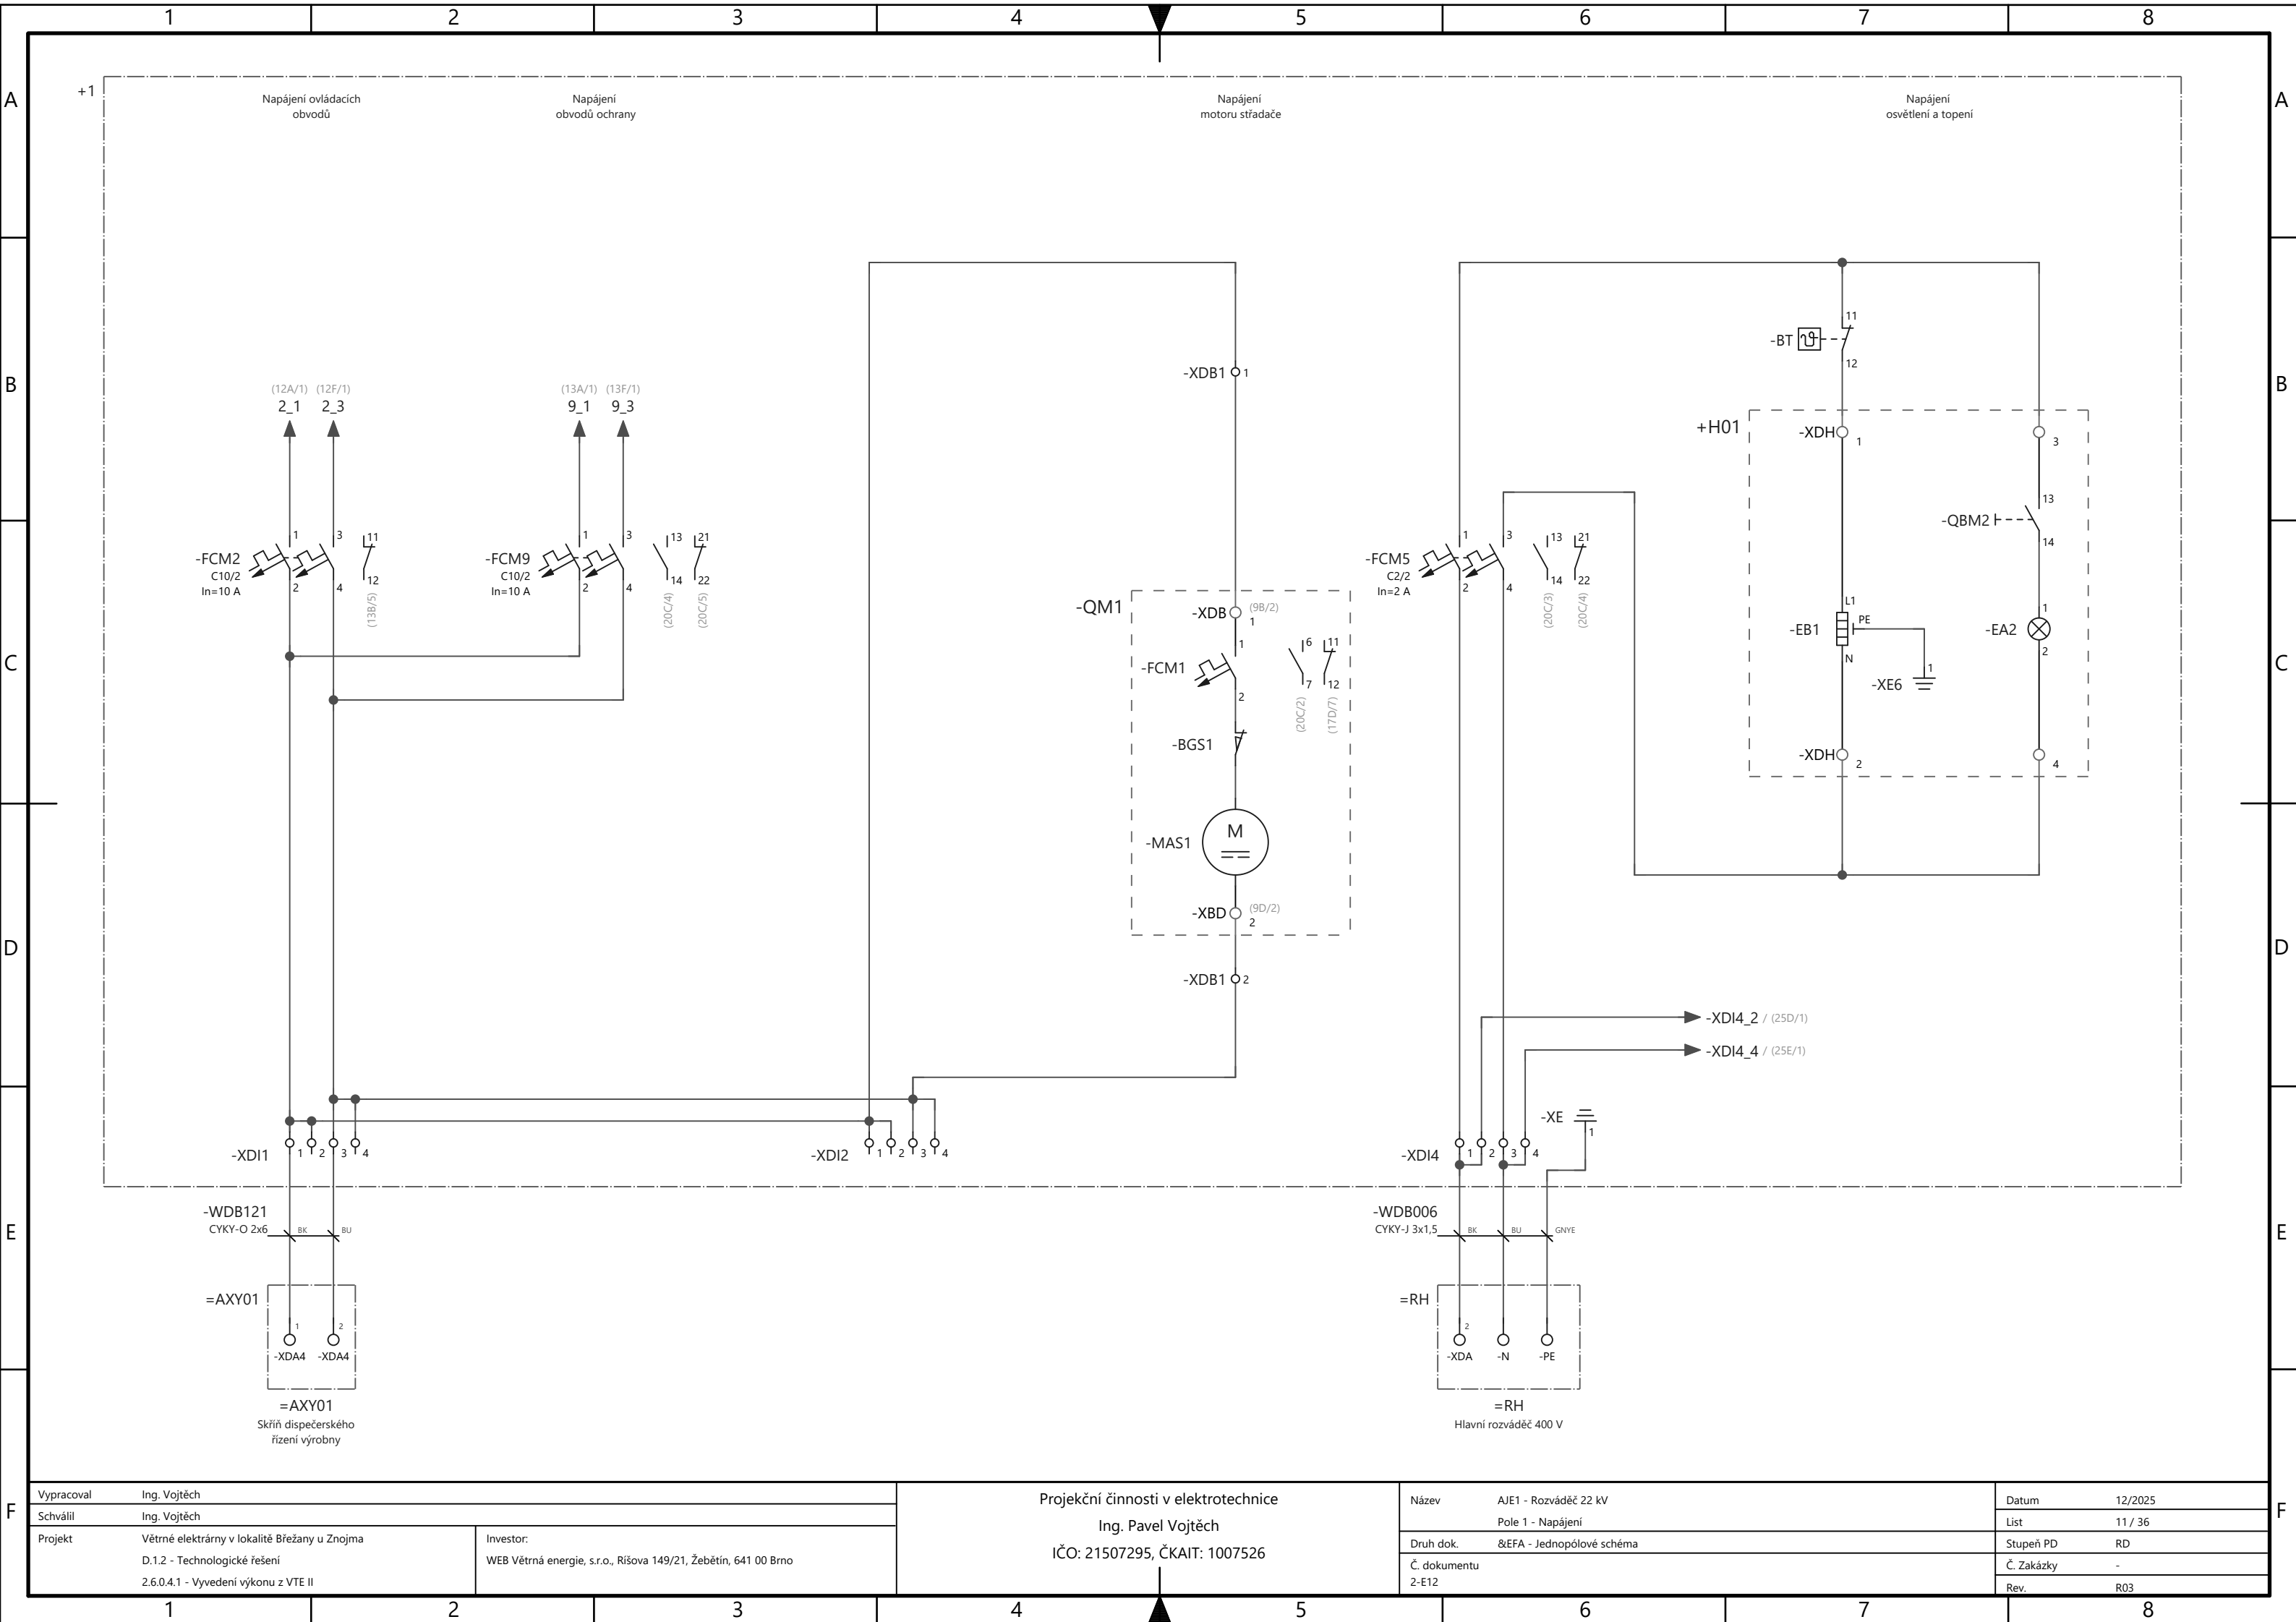 1 2 3 4 5 6 7 8
A A
+1
Napájení ovládacích
obvodů
Napájení
obvodů ochrany
Napájení
motoru střadače
Napájení
osvětlení a topení
11
-BT
12
B B
-XDB1 1
(12A/1) (12F/1)
2_1 2_3
(13A/1) (13F/1)
9_1 9_3
+H01
-XDH 1
3
13
-QBM2
14
-FCM2
C10/2
In=10 A
1 3 11
2 4 12
(13B/5)
-FCM9
C10/2
In=10 A
1 3 13 21
2 4 14 22
(20C/4)
(20C/5)
-FCM5
C2/2
In=2 A
1 3 13 21
2 4 14 22
(20C/3)
(20C/4)
-QM1
-XDB (9B/2)
1
1
-FCM1
2
6 11
7 12
(20C/2)
(17D/7)
-BGS1
L1
-EB1
PE
N
1
-XE6
1
-EA2
2
C C
-XDH 2
4
M
-MAS1
-XBD (9D/2)
2
D D
-XDB1 2
-XDI4_2 / (25D/1)
-XDI4_4 / (25E/1)
-XE
1
-XDI1 1 2 3 4
-XDI2 1 2 3 4
-XDI4 1 2 3 4
-WDB121
CYKY-O 2x6
BK BU
-WDB006
CYKY-J 3x1,5
BK BU GNYE
E E
=AXY01
1 2
-XDA4 -XDA4
=RH
2
-XDA -N -PE
=AXY01
Skříň dispečerského
řízení výrobny
=RH
Hlavní rozváděč 400 V
F F
Vypracoval Ing. Vojtěch
Schválil Ing. Vojtěch
Projekt Větrné elektrárny v lokalitě Břežany u Znojma
D.1.2 - Technologické řešení
2.6.0.4.1 - Vyvedení výkonu z VTE II
Investor:
WEB Větrná energie, s.r.o., Ríšova 149/21, Žebětín, 641 00 Brno
Projekční činnosti v elektrotechnice
Ing. Pavel Vojtěch
IČO: 21507295, ČKAIT: 1007526
Název AJE1 - Rozváděč 22 kV
Pole 1 - Napájení
Druh dok. &EFA - Jednopólové schéma
Č. dokumentu
2-E12
Datum 12/2025
List 11 / 36
Stupeň PD RD
Č. Zakázky -
Rev. R03
1 2 3 4 5 6 7 8